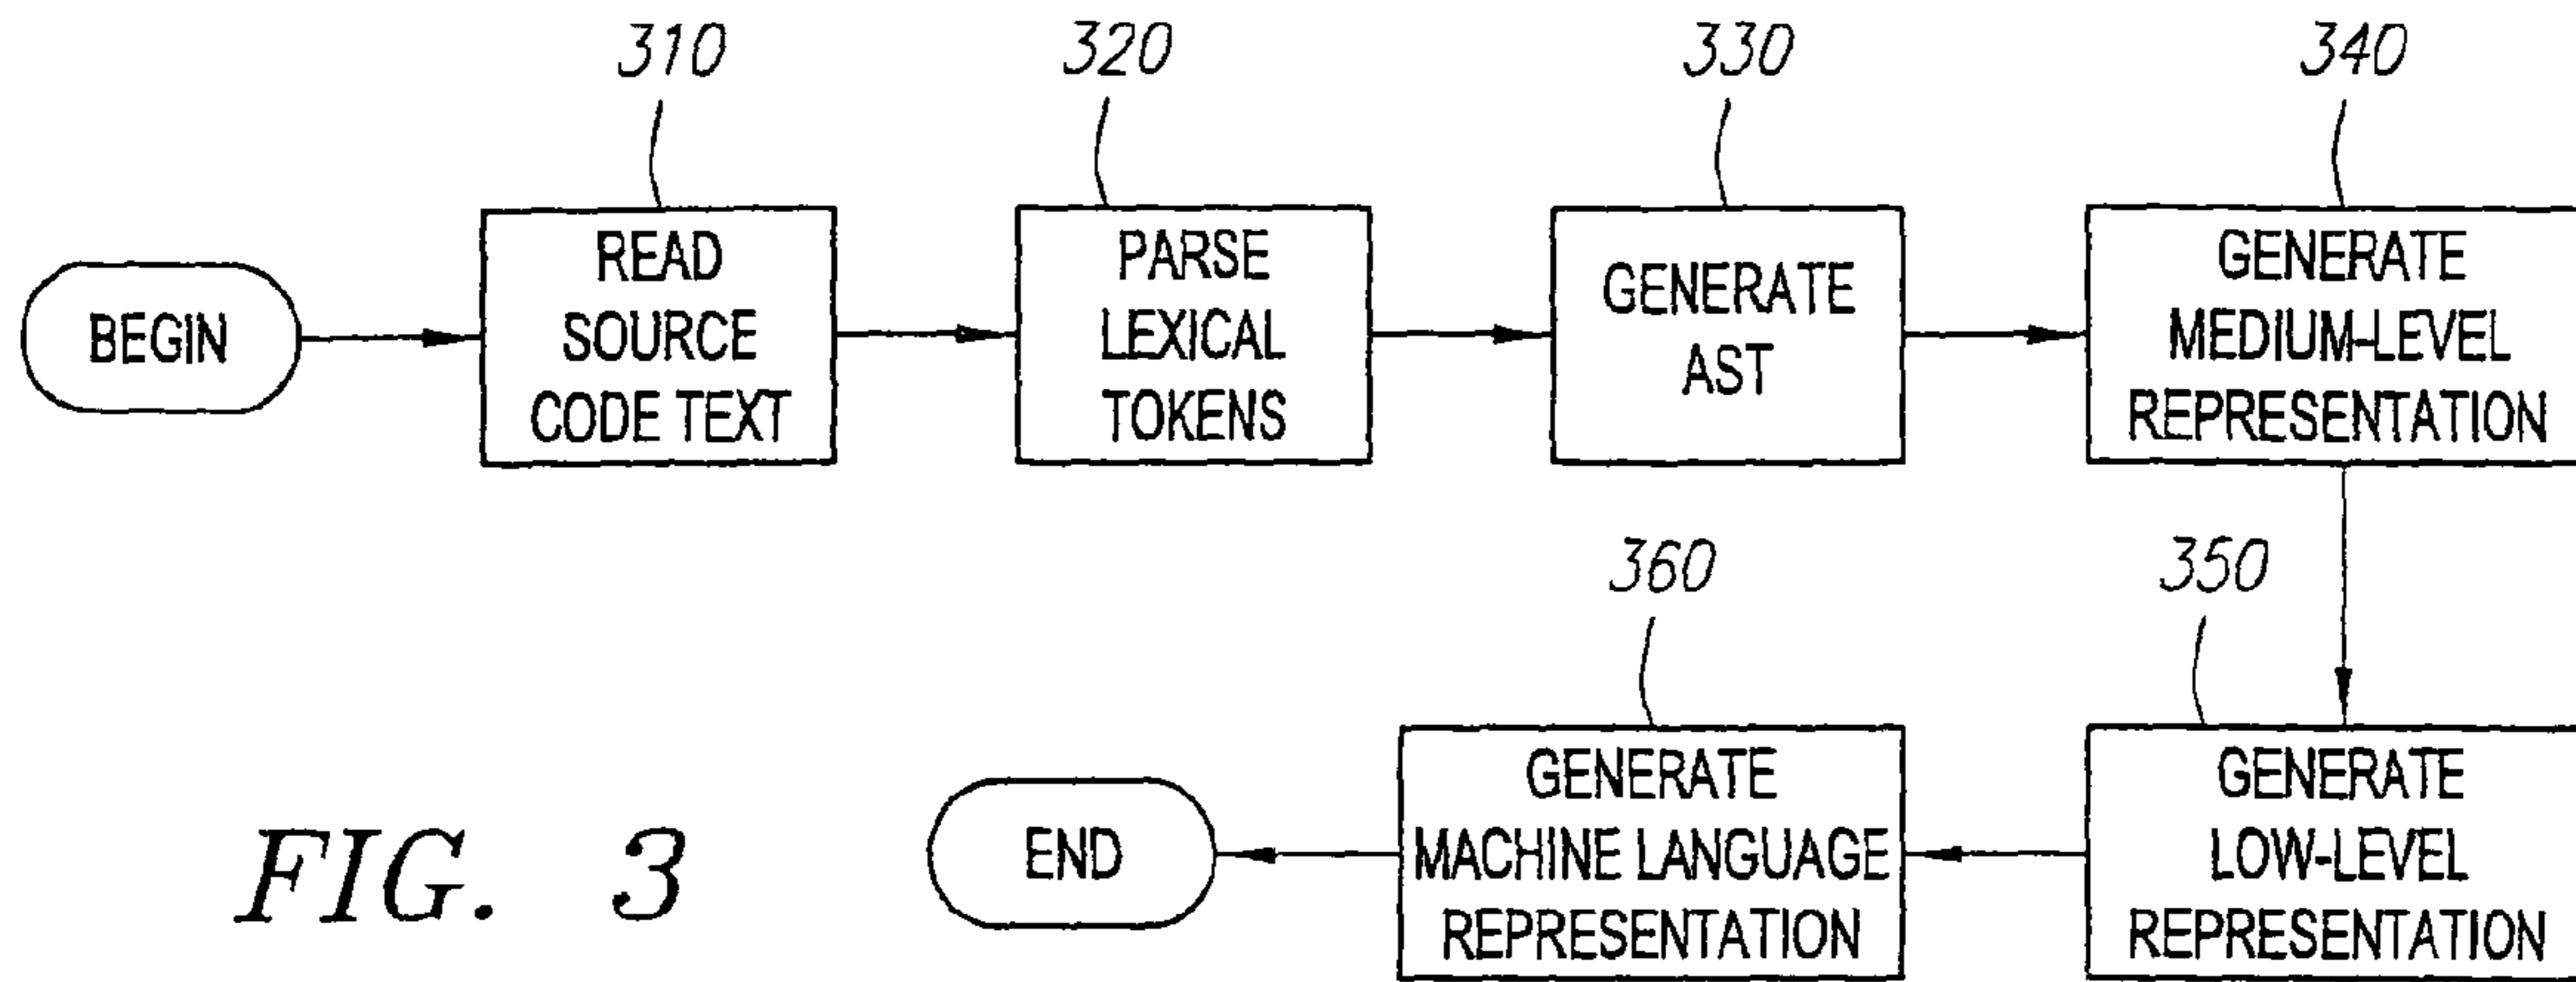 310
320
330
340
BEGIN
READ
SOURCE
CODE TEXT
PARSE
LEXICAL
TOKENS
GENERATE
AST
GENERATE
MEDIUM-LEVEL
REPRESENTATION
360
350
FIG. 3
END
GENERATE
MACHINE LANGUAGE
REPRESENTATION
GENERATE
LOW-LEVEL
REPRESENTATION